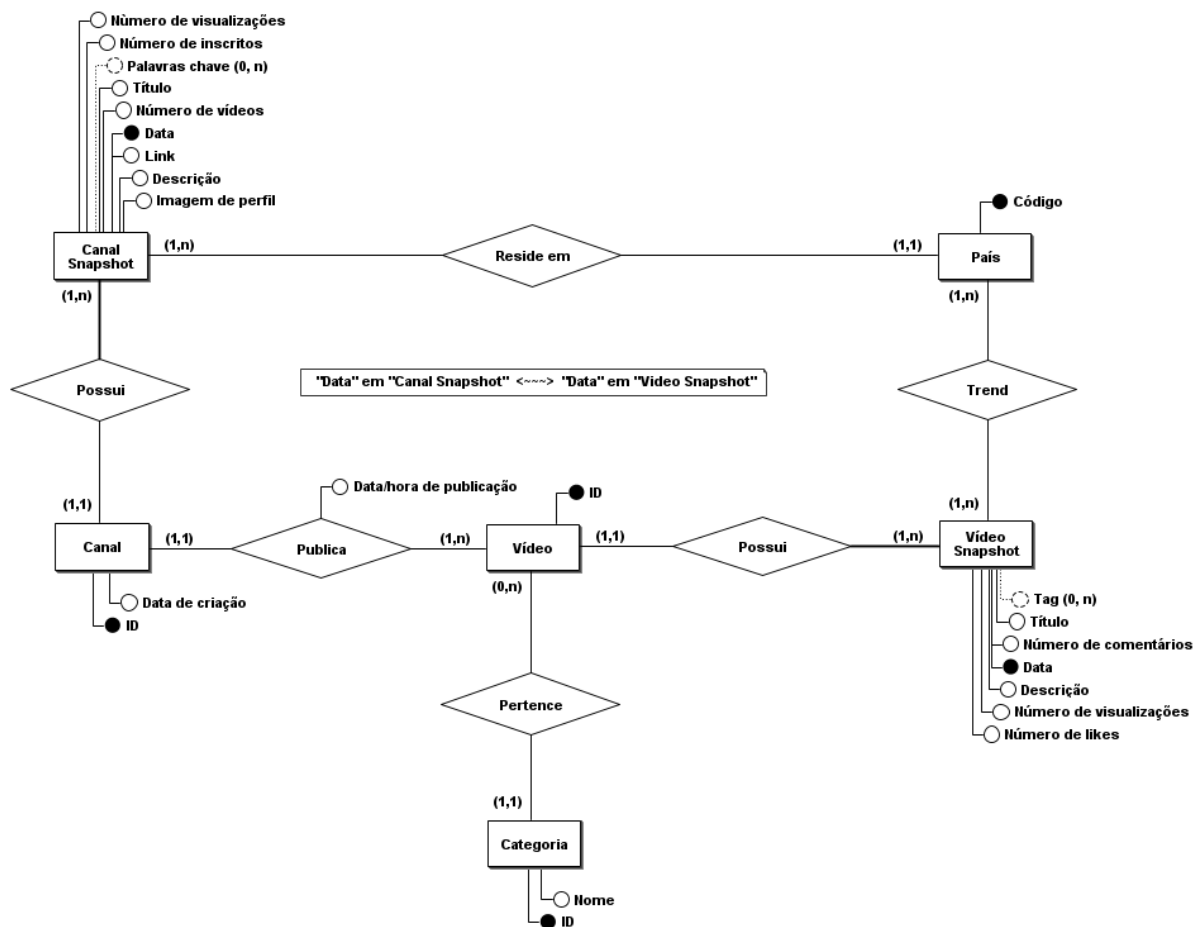 Nùmero de visualizações
Número de inscritos
Palavras chave (0, n)
Título
Número de vídeos
Data
Link
Descrição
Imagem de perfil
Canal
Snapshot
(1,n)
Reside em
(1,1)
Código
País
(1,n)
(1,n)
Possui
"Data" em "Canal Snapshot" <~~~> "Data" em "Video Snapshot"
Trend
(1,1)
(1,n)
Canal
(1,1)
Data/hora de publicação
Publica
(1,n)
ID
Vídeo
(1,1)
Possui
(1,n)
Vídeo
Snapshot
Data de criação
ID
(0,n)
Tag (0, n)
Título
Número de comentários
Data
Descrição
Número de visualizações
Número de likes
Pertence
(1,1)
Categoria
Nome
ID